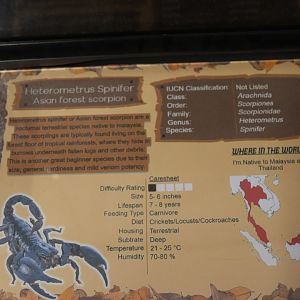 Heterometrus Spinifer
Asian forest scorpion
Heterometrus spinifer or Asian forest scorpion are a
nocturnal terrestrial species native to malaysia.
These scorpions are typically found living on the
forest floor of tropical rainforests, where they hide in
burrows underneath fallen logs and other debris.
This is another great beginner species due to their
size, general hardiness and mild venom potency.
IUCN Classification: Not Listed
Class: Arachnida
Order: Scorpiones
Family: Scorpionidae
Genus: Heterometrus
Species: Spinifer
Caresheet
Difficulty Rating
Size 5-6 inches
Lifespan 7 - 8 years
Feeding Type Carnivore
Diet Crickets/Locusts/Cockroaches
Housing Terrestrial
Substrate Deep
Temperature 21 - 25 °C
Humidity 70-80 %
WHERE IN THE
I'm Native to Malaysia
Thailand